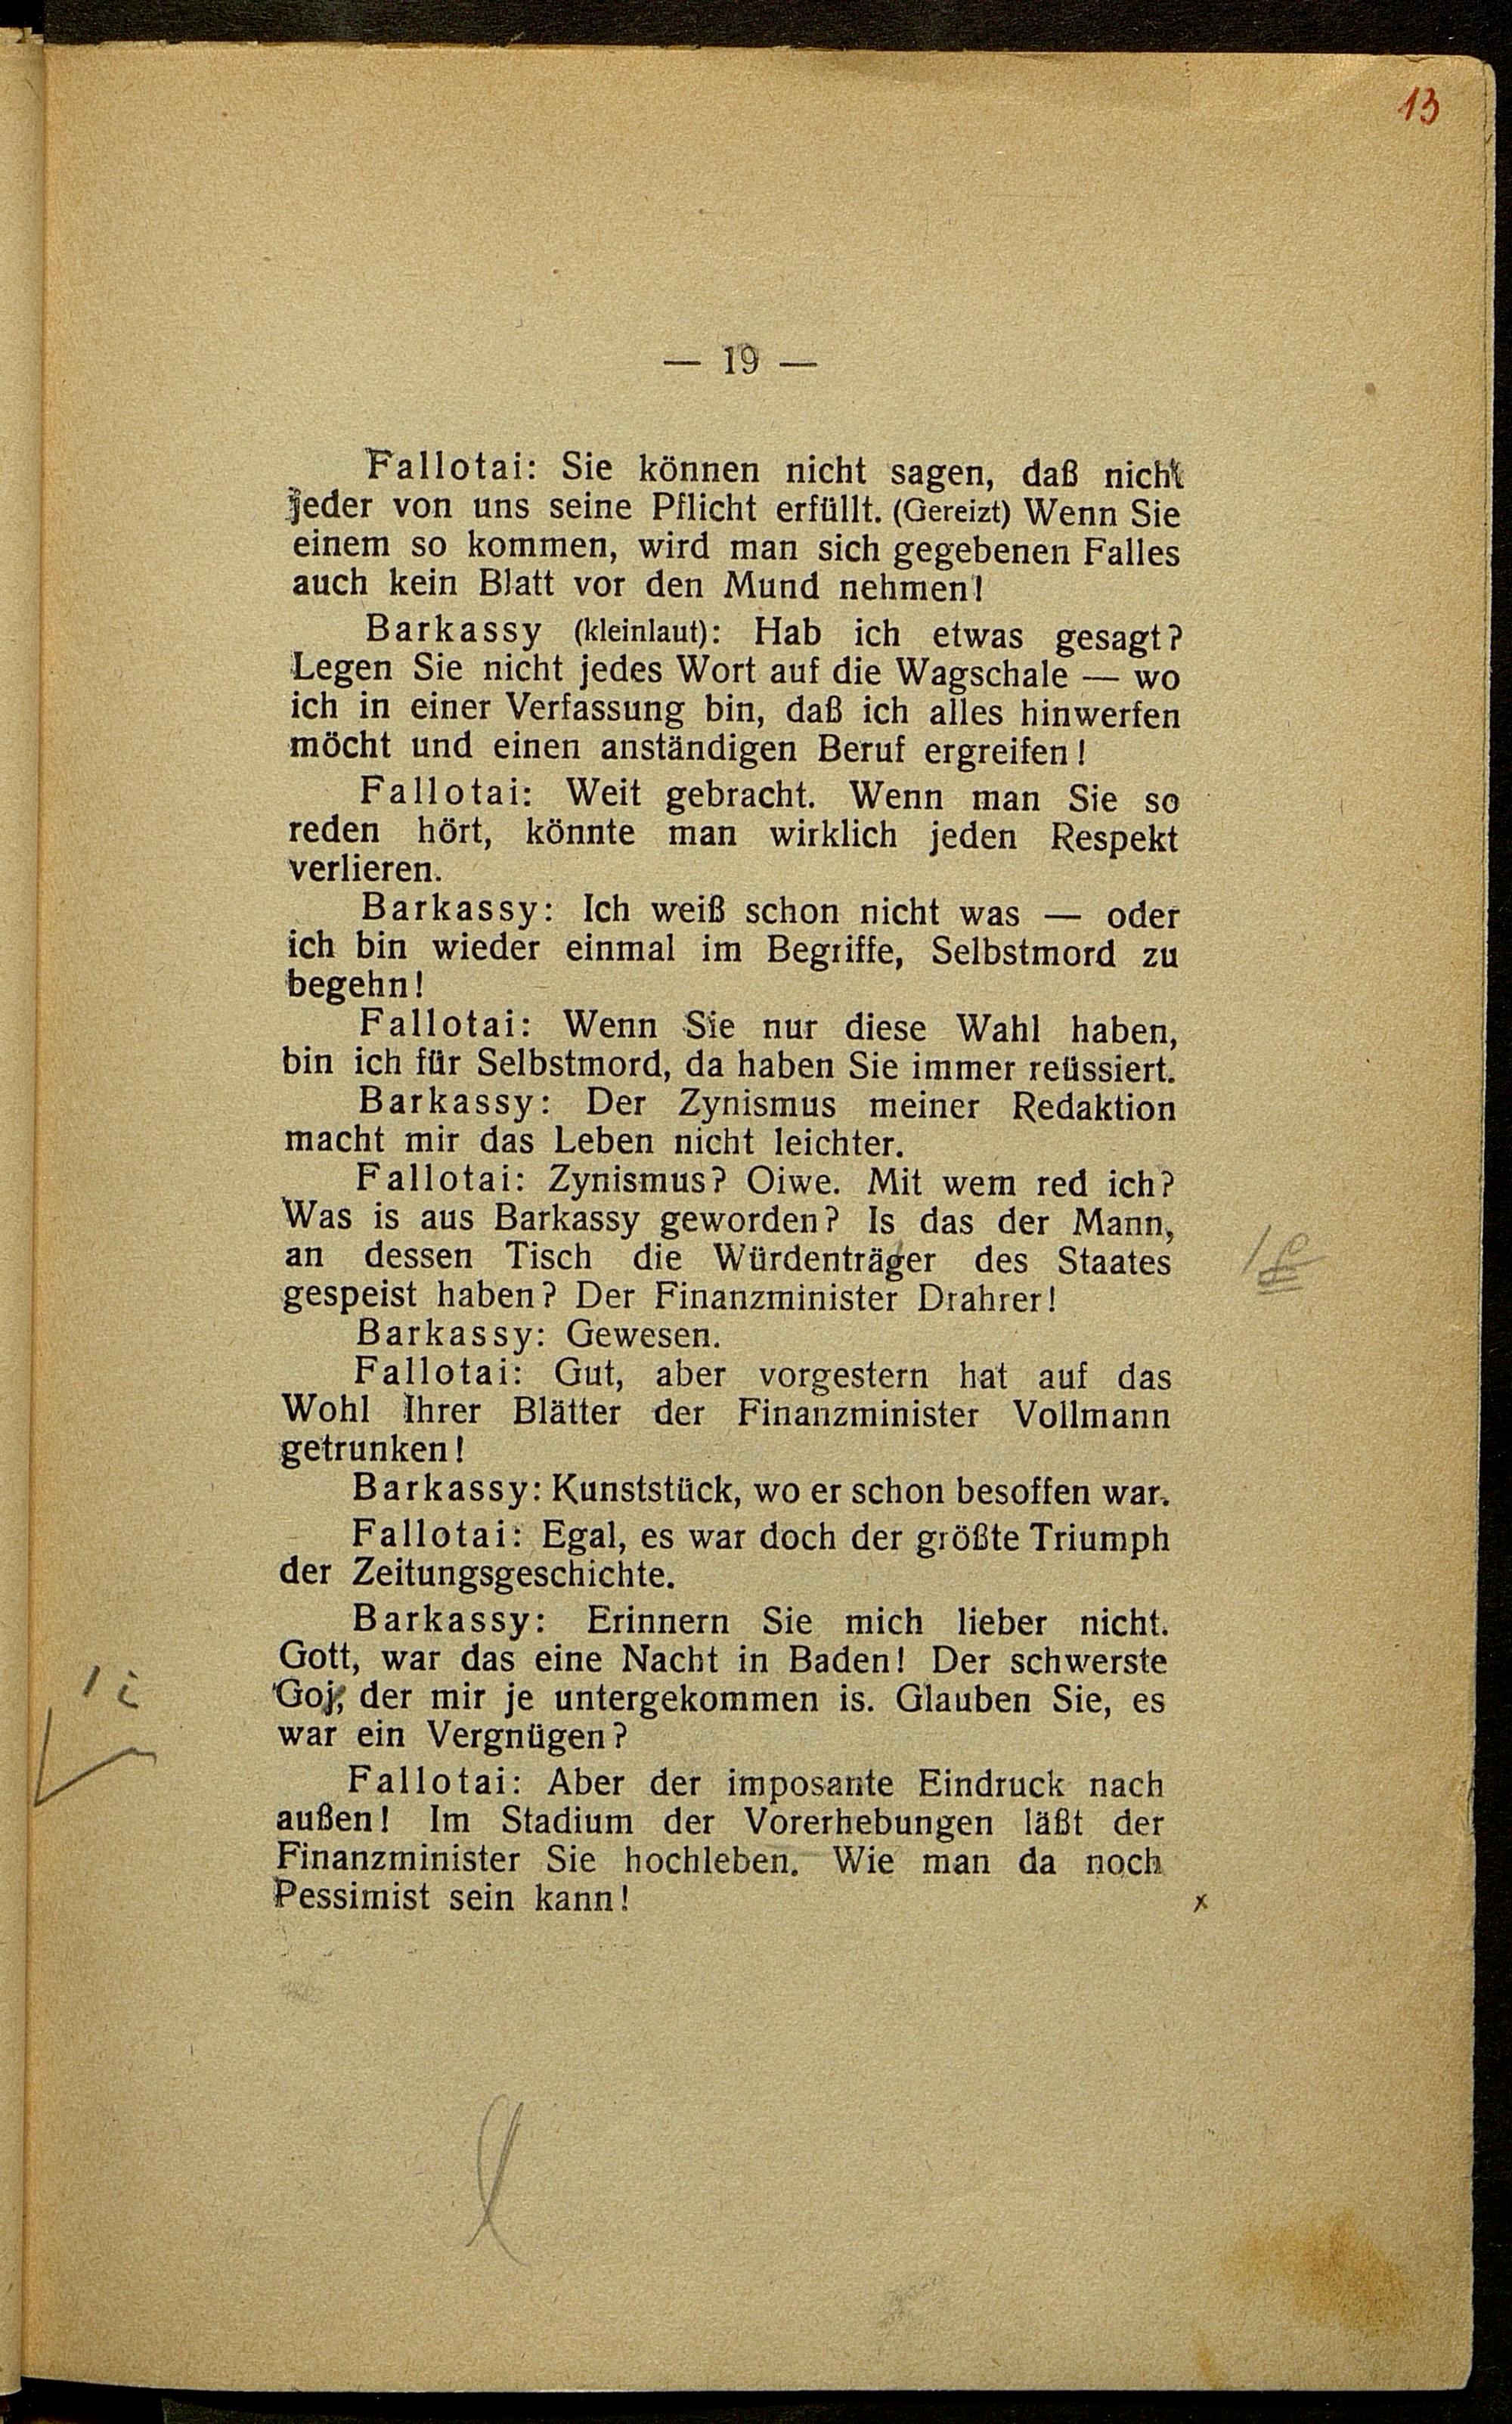 13
— 19 —
Fallotai: Sie können nicht sagen, daß nicht
jeder von uns seine Pflicht erfüllt. (Gereizt) Wenn Sie
einem so kommen, wird man sich gegebenen Falles
auch kein Blatt vor den Mund nehmen!
Barkassy (kleinlaut): Hab ich etwas gesagt?
Legen Sie nicht jedes Wort auf die Wagschale — wo
ich in einer Verfassung bin, daß ich alles hinwerfen
möcht und einen anständigen Beruf ergreifen!
Fallotai: Weit gebracht. Wenn man Sie so
reden hört, könnte man wirklich jeden Respekt
verlieren.
Barkassy: Ich weiß schon nicht was — oder
ich bin wieder einmal im Begriffe, Selbstmord zu
begehn!
Fallotai: Wenn Sie nur diese Wahl haben,
bin ich für Selbstmord, da haben Sie immer reüssiert.
Barkassy: Der Zynismus meiner Redaktion
macht mir das Leben nicht leichter.
Fallotai: Zynismus? Oiwe. Mit wem red ich?
Was is aus Barkassy geworden? Is das der Mann,
an dessen Tisch die Würdenträger des Staates
gespeist haben? Der Finanzminister Drahrer!
Barkassy: Gewesen.
Fallotai: Gut, aber vorgestern hat auf das
Wohl Ihrer Blätter der Finanzminister Vollmann
getrunken!
Barkassy: Kunststück, wo er schon besoffen war.
Fallotai: Egal, es war doch der größte Triumph
der Zeitungsgeschichte.
Barkassy: Erinnern Sie mich lieber nicht.
Gott, war das eine Nacht in Baden! Der schwerste
Goj, der mir je untergekommen is. Glauben Sie, es
i
war ein Vergnügen?
Fallotai: Aber der imposante Eindruck nach
außen! Im Stadium der Vorerhebungen läßt der
Finanzminister Sie hochleben. Wie man da noch
Pessimist sein kann!
x